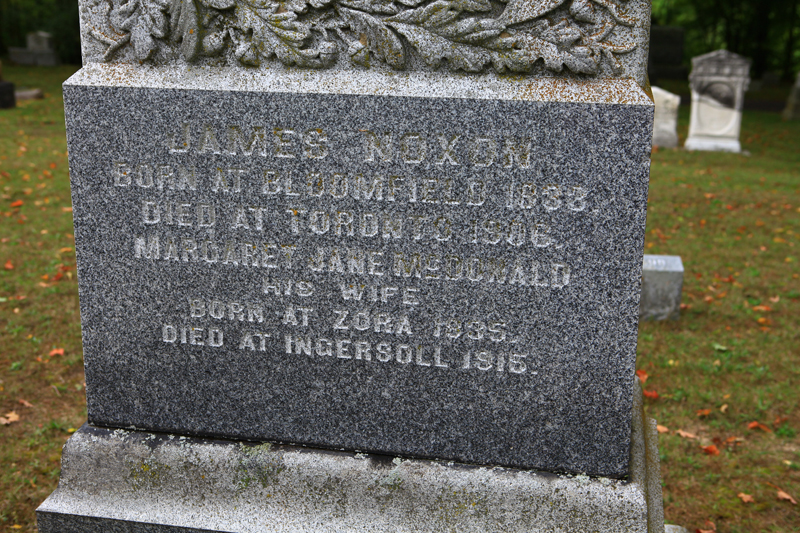 JAMES NOXON
BORN AT BLOOMFIELD 1833.
DIED AT TORONTO 1906.
MARGARET JANE McDONALD
HIS WIFE
BORN AT ZORA 1835.
DIED AT INGERSOLL 1915.